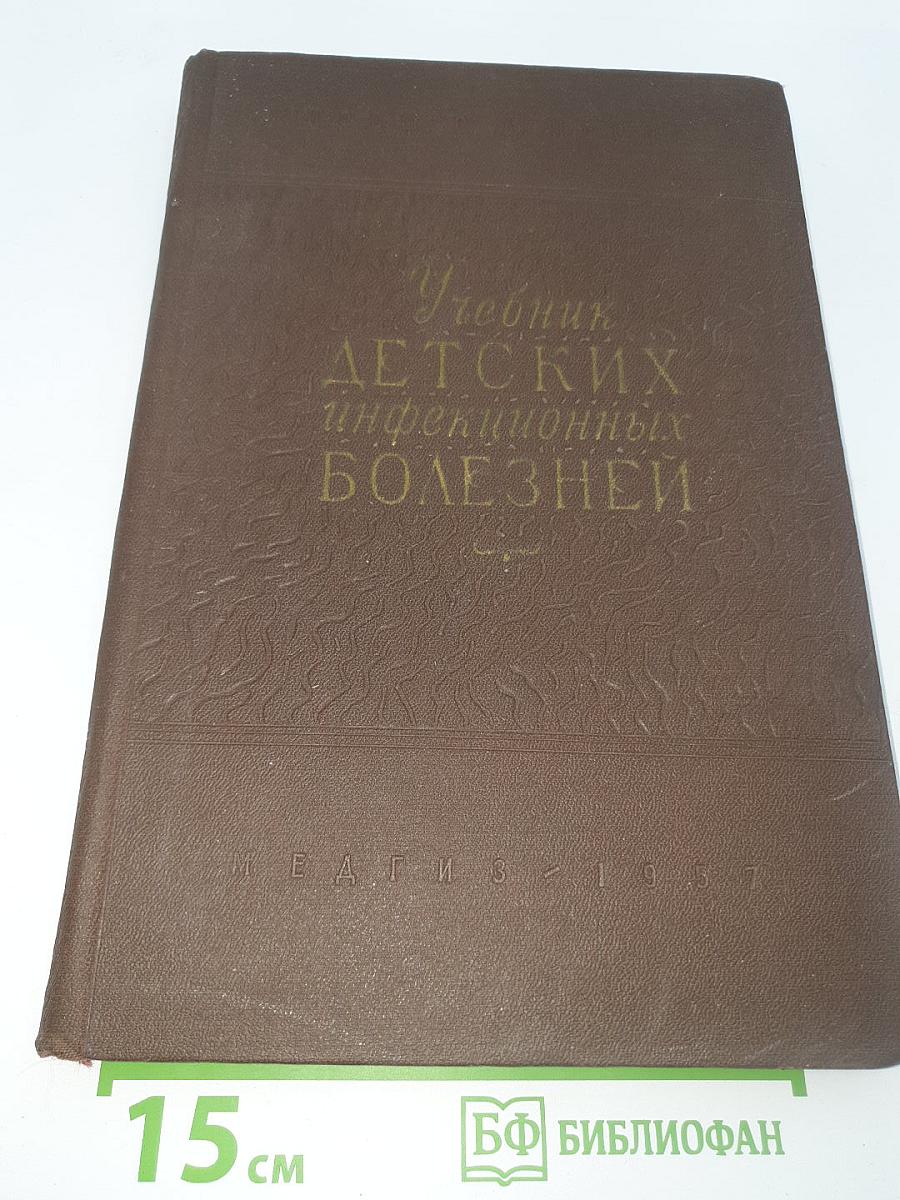 Учебник
ДЕТСКИХ
инфекционных
БОЛЕЗНЕЙ
МЕДГИЗ - 1957
15 см
БФ БИБЛИОФАН